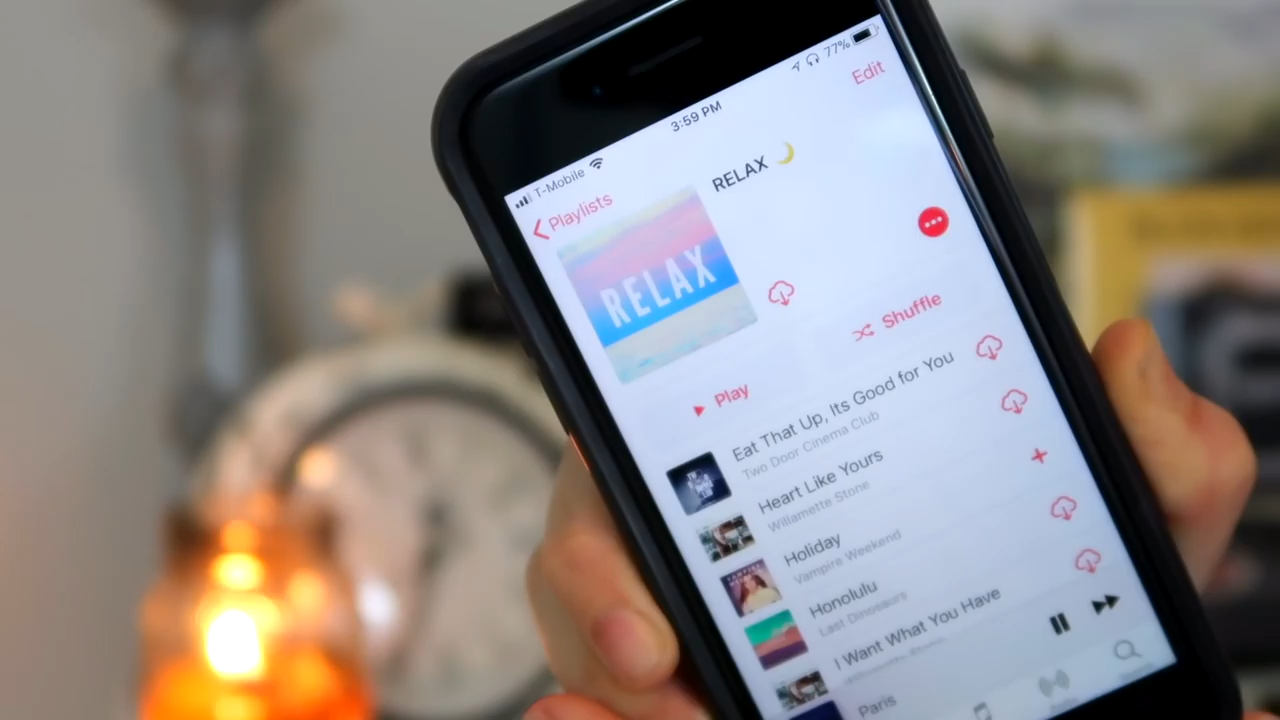 T-Mobile
3:59 PM
77%
Playlists
Edit
RELAX 🌙
RELAX
Play
Shuffle
Eat That Up, Its Good for You
Two Door Cinema Club
Heart Like Yours
Willamette Stone
Holiday
Vampire Weekend
Honolulu
Last Dinosaurs
I Want What You Have
Paris